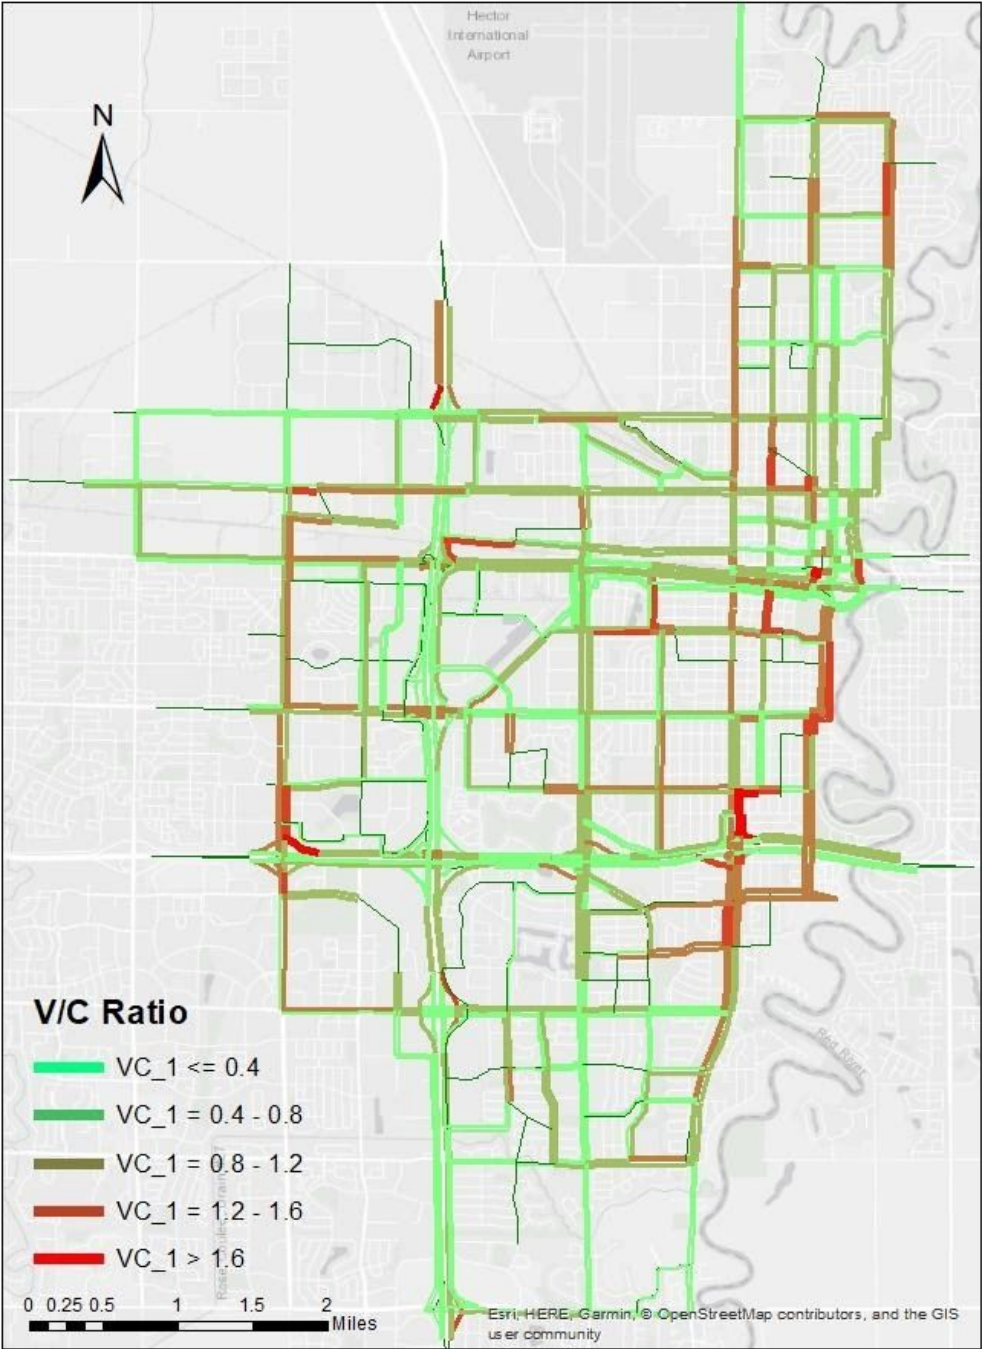 Hector
International
Airport
N
Red River
V/C Ratio
VC_1 <= 0.4
VC_1 = 0.4 - 0.8
VC_1 = 0.8 - 1.2
VC_1 = 1.2 - 1.6
VC_1 > 1.6
0 0.25 0.5 1 1.5 2
Miles
Esri, HERE, Garmin, © OpenStreetMap contributors, and the GIS
user community